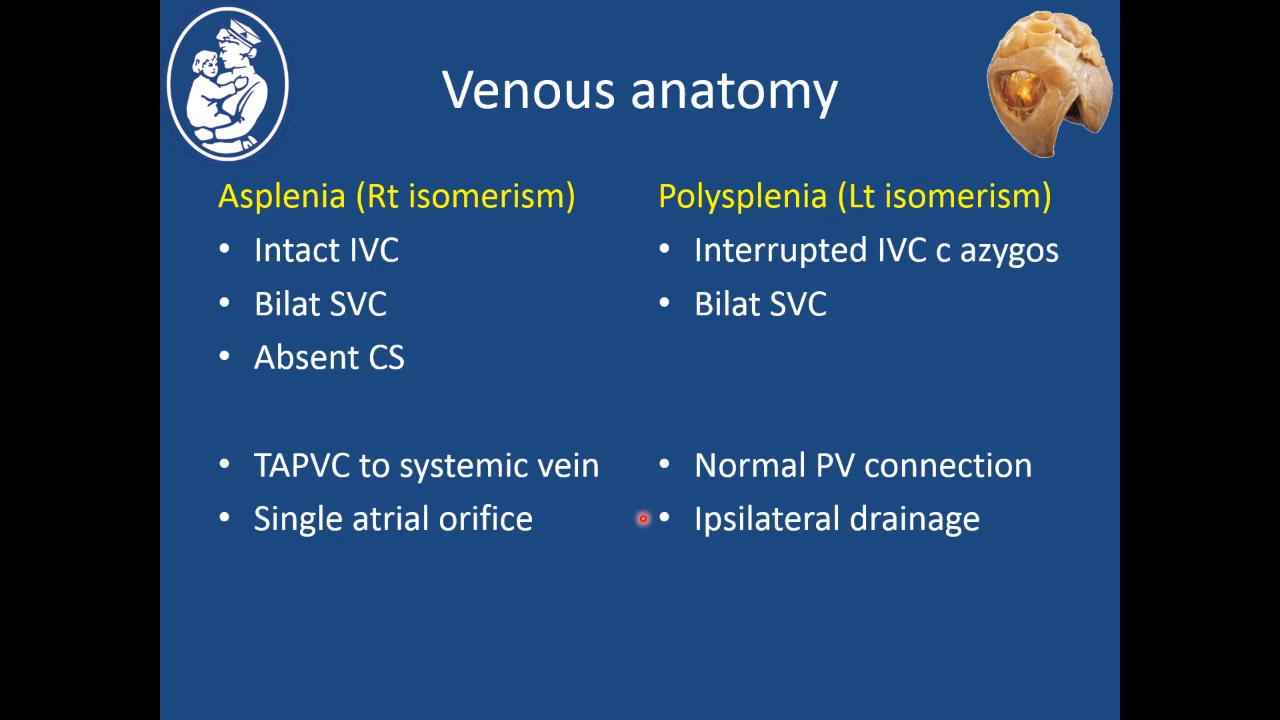 Venous anatomy
Asplenia (Rt isomerism)
• Intact IVC
• Bilat SVC
• Absent CS
• TAPVC to systemic vein
• Single atrial orifice
Polysplenia (Lt isomerism)
• Interrupted IVC c azygos
• Bilat SVC
• Normal PV connection
• Ipsilateral drainage